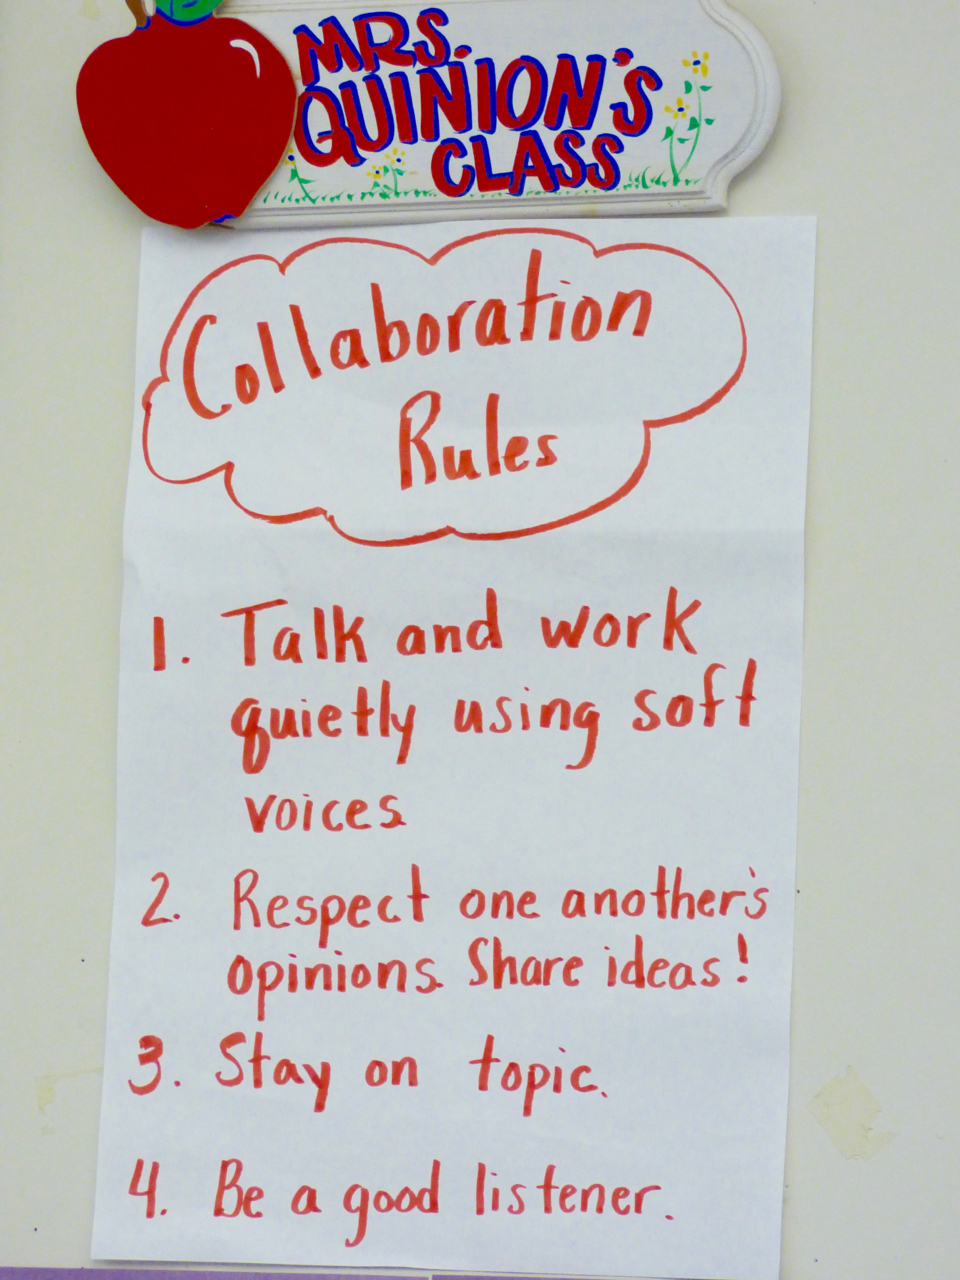 MRS.
QUINION'S
CLASS
Collaboration
Rules
1. Talk and work
quietly using soft
voices.
2. Respect one another's
opinions. Share ideas!
3. Stay on topic.
4. Be a good listener.